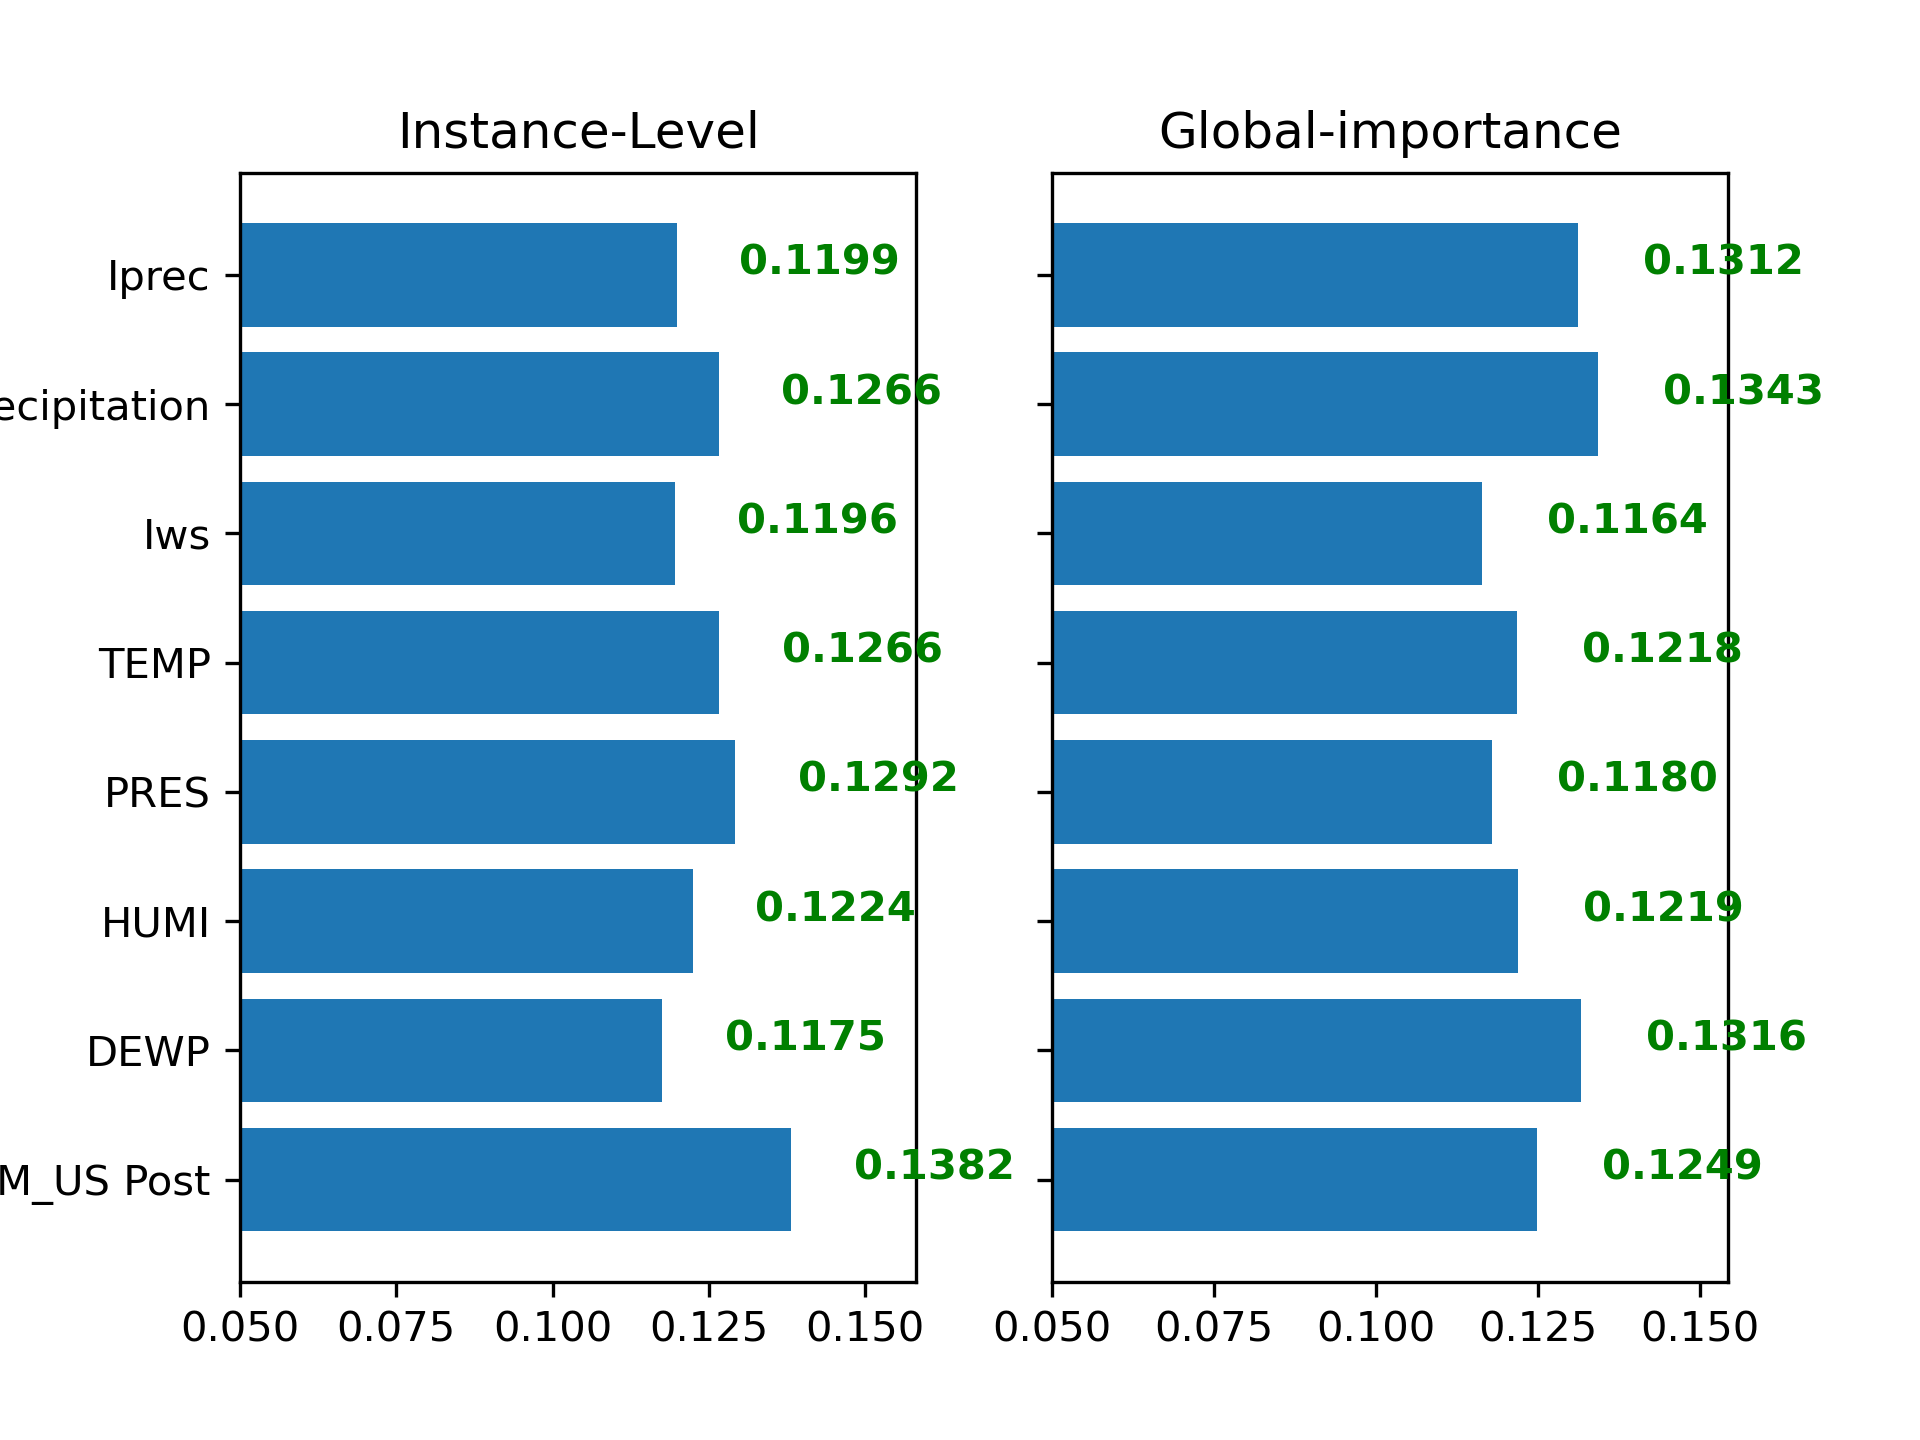 Instance-Level Global-importance
Iprec 0.1199 0.1312
ecipitation 0.1266 0.1343
Iws 0.1196 0.1164
TEMP 0.1266 0.1218
PRES 0.1292 0.1180
HUMI 0.1224 0.1219
DEWP 0.1175 0.1316
M_US Post 0.1382 0.1249
0.050 0.075 0.100 0.125 0.150 0.050 0.075 0.100 0.125 0.150